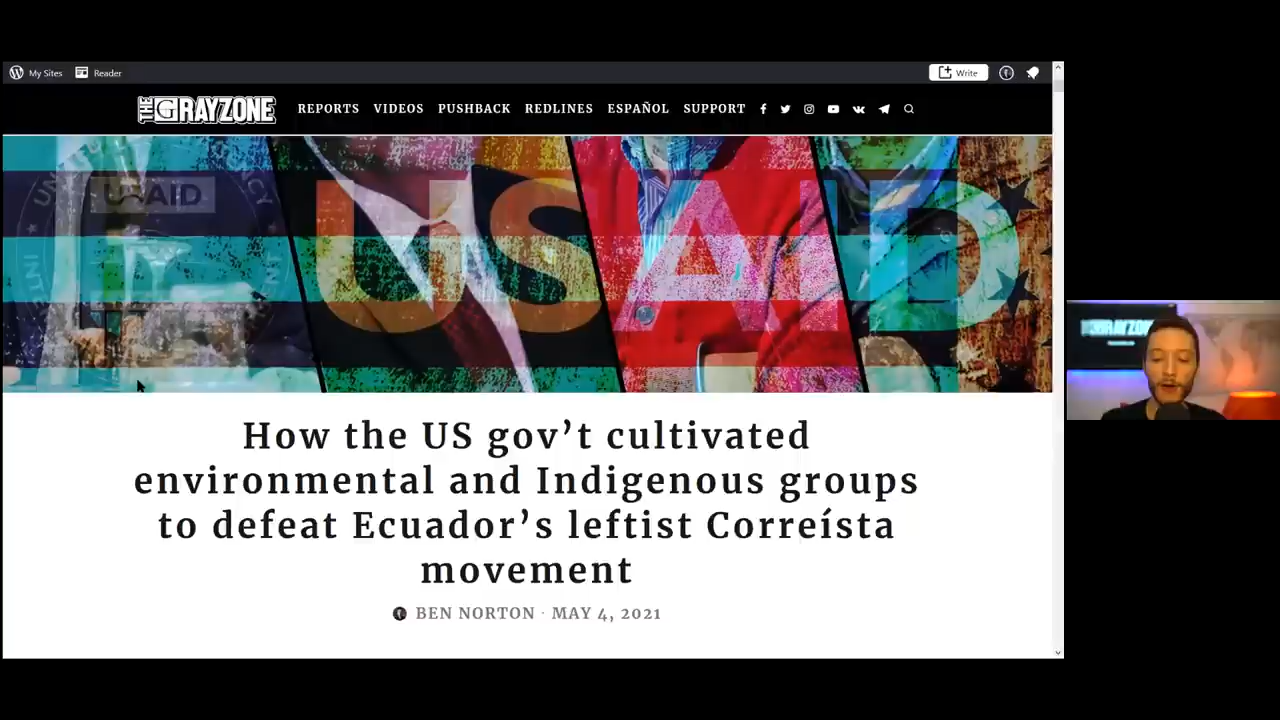 My Sites Reader Write
THE GRAYZONE REPORTS VIDEOS PUSHBACK REDLINES ESPAÑOL SUPPORT
USAID
USAID
How the US gov’t cultivated
environmental and Indigenous groups
to defeat Ecuador’s leftist Correísta
movement
BEN NORTON · MAY 4, 2021